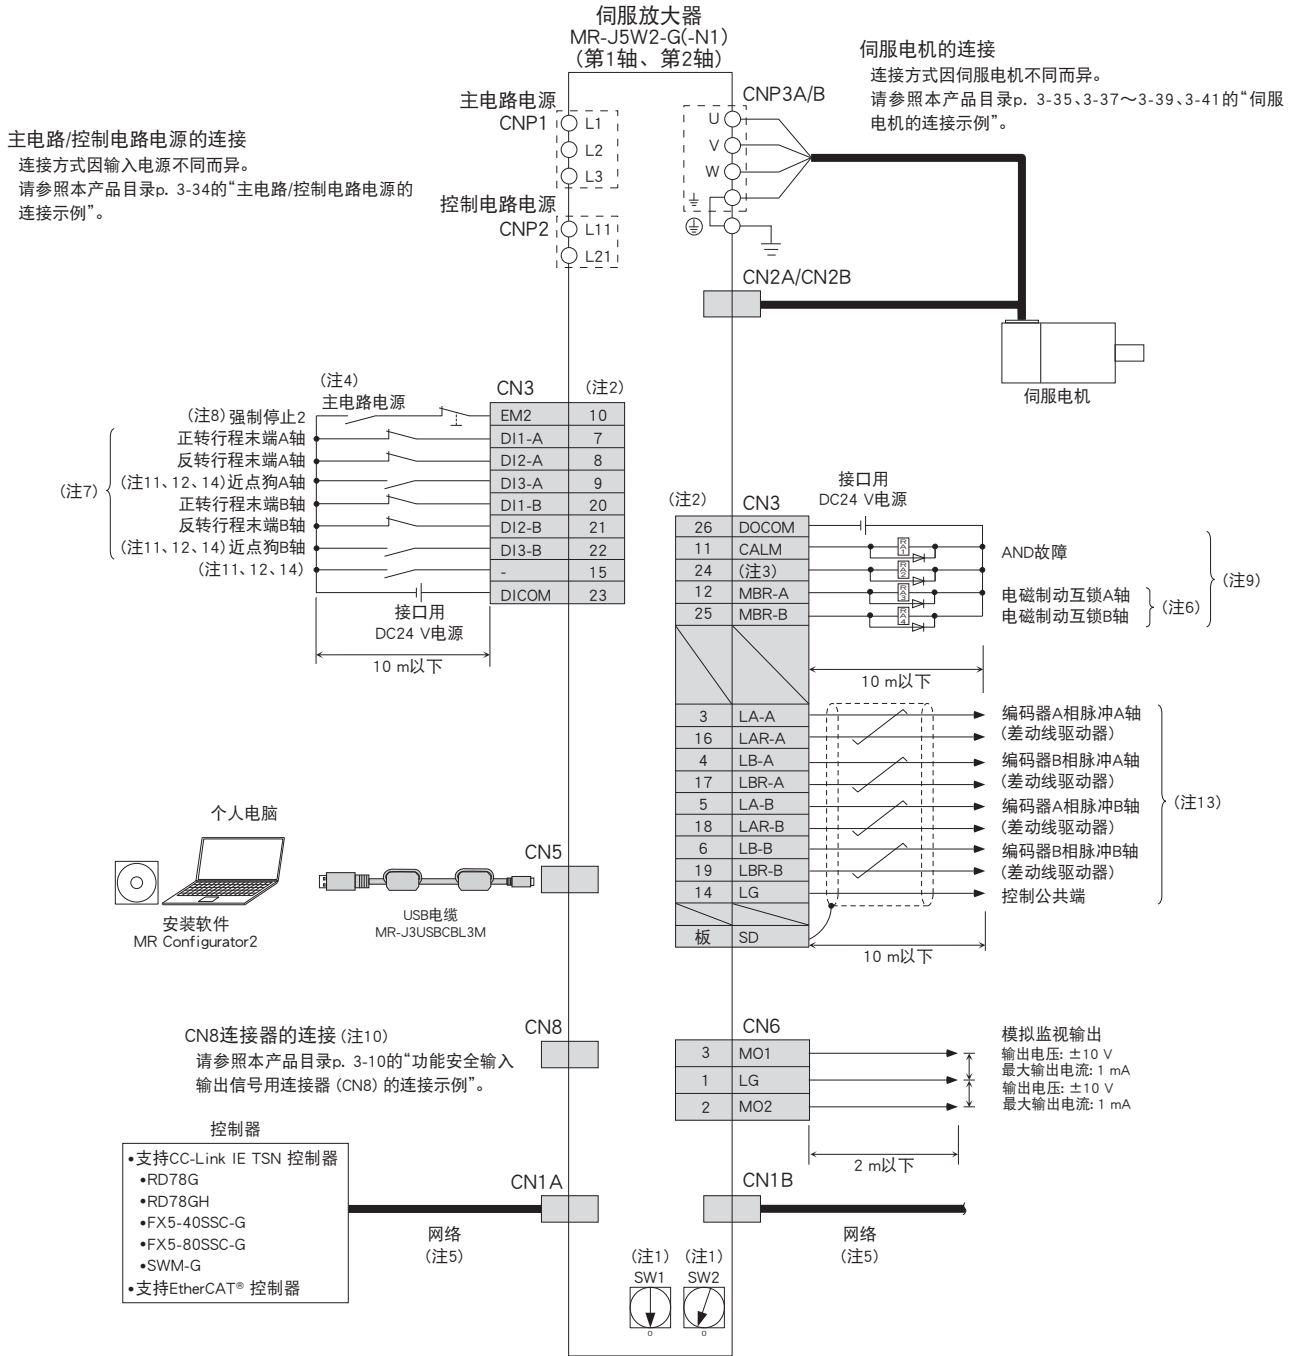 伺服放大器
MR-J5W2-G(-N1)
(第1轴、第2轴)
伺服电机的连接
连接方式因伺服电机不同而异。
请参照本产品目录p. 3-35、3-37～3-39、3-41的“伺服
电机的连接示例”。
主电路/控制电路电源的连接
连接方式因输入电源不同而异。
请参照本产品目录p. 3-34的“主电路/控制电路电源的
连接示例”。
主电路电源
CNP1
L1
L2
L3
控制电路电源
CNP2
L11
L21
CNP3A/B
U
V
W
CN2A/CN2B
伺服电机
(注4)
主电路电源
CN3
(注2)
(注8)强制停止2
EM2 10
正转行程末端A轴
DI1-A 7
反转行程末端A轴
DI2-A 8
(注11、12、14)近点狗A轴
DI3-A 9
(注7)
正转行程末端B轴
DI1-B 20
反转行程末端B轴
DI2-B 21
(注11、12、14)近点狗B轴
DI3-B 22
(注11、12、14)
- 15
DICOM 23
接口用
DC24 V电源
10 m以下
(注2)
CN3
接口用
DC24 V电源
26 DOCOM
11 CALM
RA1
AND故障
24 (注3)
RA2
12 MBR-A
RA3
电磁制动互锁A轴
25 MBR-B
RA4
电磁制动互锁B轴
(注6)
(注9)
10 m以下
3 LA-A
编码器A相脉冲A轴
16 LAR-A
(差动线驱动器)
4 LB-A
编码器B相脉冲A轴
17 LBR-A
(差动线驱动器)
5 LA-B
编码器A相脉冲B轴
18 LAR-B
(差动线驱动器)
6 LB-B
编码器B相脉冲B轴
19 LBR-B
(差动线驱动器)
14 LG
控制公共端
(注13)
板 SD
10 m以下
个人电脑
安装软件
MR Configurator2
USB电缆
MR-J3USBCBL3M
CN5
CN8连接器的连接(注10)
请参照本产品目录p. 3-10的“功能安全输入
输出信号用连接器(CN8)的连接示例”。
CN8
CN6
3 MO1
1 LG
2 MO2
模拟监视输出
输出电压: ±10 V
最大输出电流: 1 mA
输出电压: ±10 V
最大输出电流: 1 mA
2 m以下
控制器
•支持CC-Link IE TSN 控制器
•RD78G
•RD78GH
•FX5-40SSC-G
•FX5-80SSC-G
•SWM-G
•支持EtherCAT® 控制器
CN1A
网络
(注5)
CN1B
网络
(注5)
(注1) (注1)
SW1 SW2
0 0